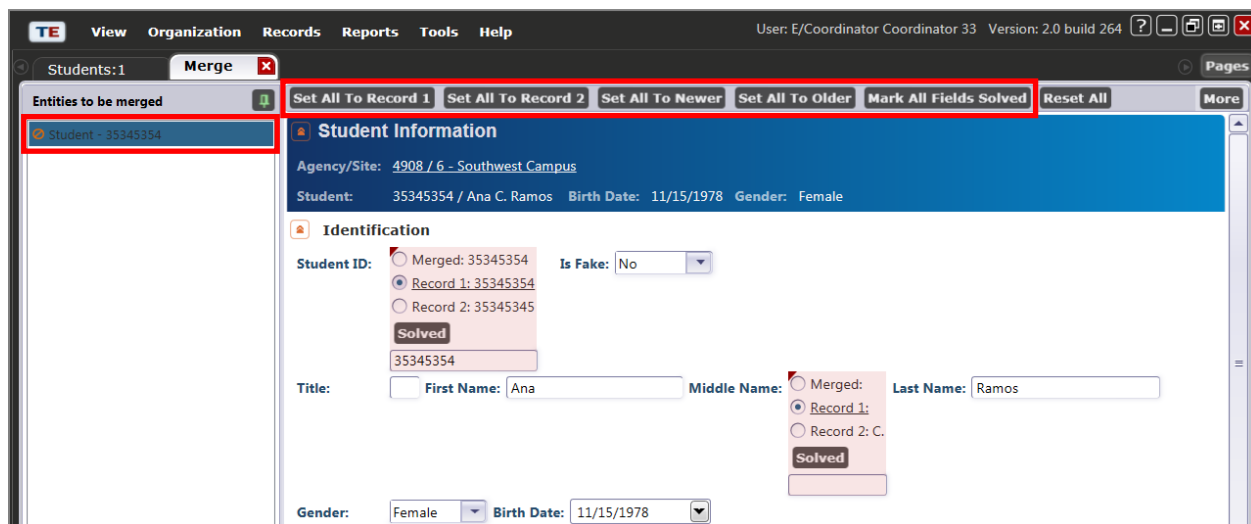 TE View Organization Records Reports Tools Help User: E/Coordinator Coordinator 33 Version: 2.0 build 264 ?
Students:1 Merge Pages
Entities to be merged Set All To Record 1 Set All To Record 2 Set All To Newer Set All To Older Mark All Fields Solved Reset All More
Student - 35345354 Student Information
Agency/Site: 4908 / 6 - Southwest Campus
Student: 35345354 / Ana C. Ramos Birth Date: 11/15/1978 Gender: Female
Identification
Student ID: Merged: 35345354 Is Fake: No
Record 1: 35345354
Record 2: 35345345
Solved
35345354
Title: First Name: Ana Middle Name: Merged: Last Name: Ramos
Record 1:
Record 2: C.
Solved
Gender: Female Birth Date: 11/15/1978